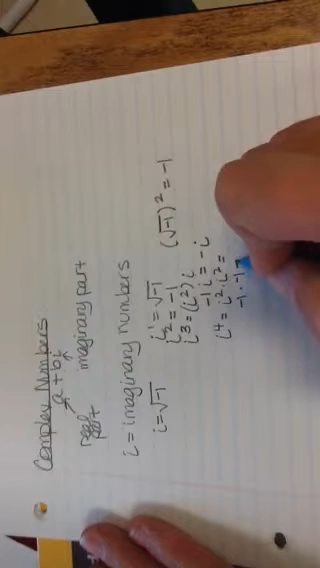 Complex Numbers
a + bi
real part
imaginary part
i = imaginary numbers
i = √-1
i¹ = √-1
i² = -1
(√-1)² = -1
i³ = (i²) i
-1 i = -i
i⁴ = i² · i² =
-1 · -1 =